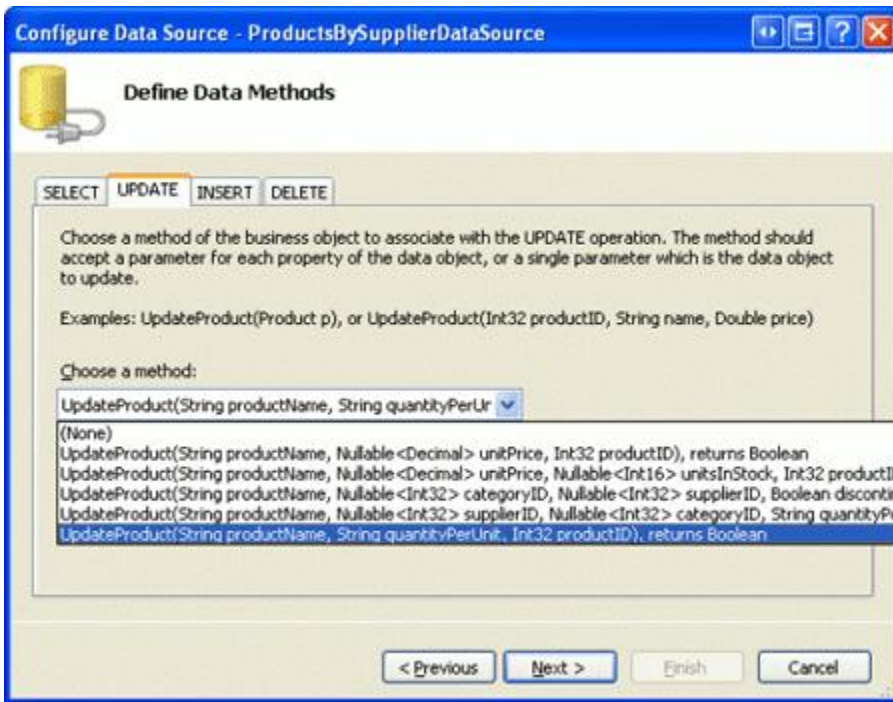 Configure Data Source - ProductsBySupplierDataSource
Define Data Methods
SELECT UPDATE INSERT DELETE
Choose a method of the business object to associate with the UPDATE operation. The method should
accept a parameter for each property of the data object, or a single parameter which is the data object
to update.
Examples: UpdateProduct(Product p), or UpdateProduct(Int32 productID, String name, Double price)
Choose a method:
UpdateProduct(String productName, String quantityPerUr
(None)
UpdateProduct(String productName, Nullable<Decimal> unitPrice, Int32 productID), returns Boolean
UpdateProduct(String productName, Nullable<Decimal> unitPrice, Nullable<Int16> unitsInStock, Int32 productI
UpdateProduct(String productName, Nullable<Int32> categoryID, Nullable<Int32> supplierID, Boolean disconti
UpdateProduct(String productName, Nullable<Int32> supplierID, Nullable<Int32> categoryID, String quantityP
UpdateProduct(String productName, String quantityPerUnit, Int32 productID), returns Boolean
< Previous Next > Finish Cancel